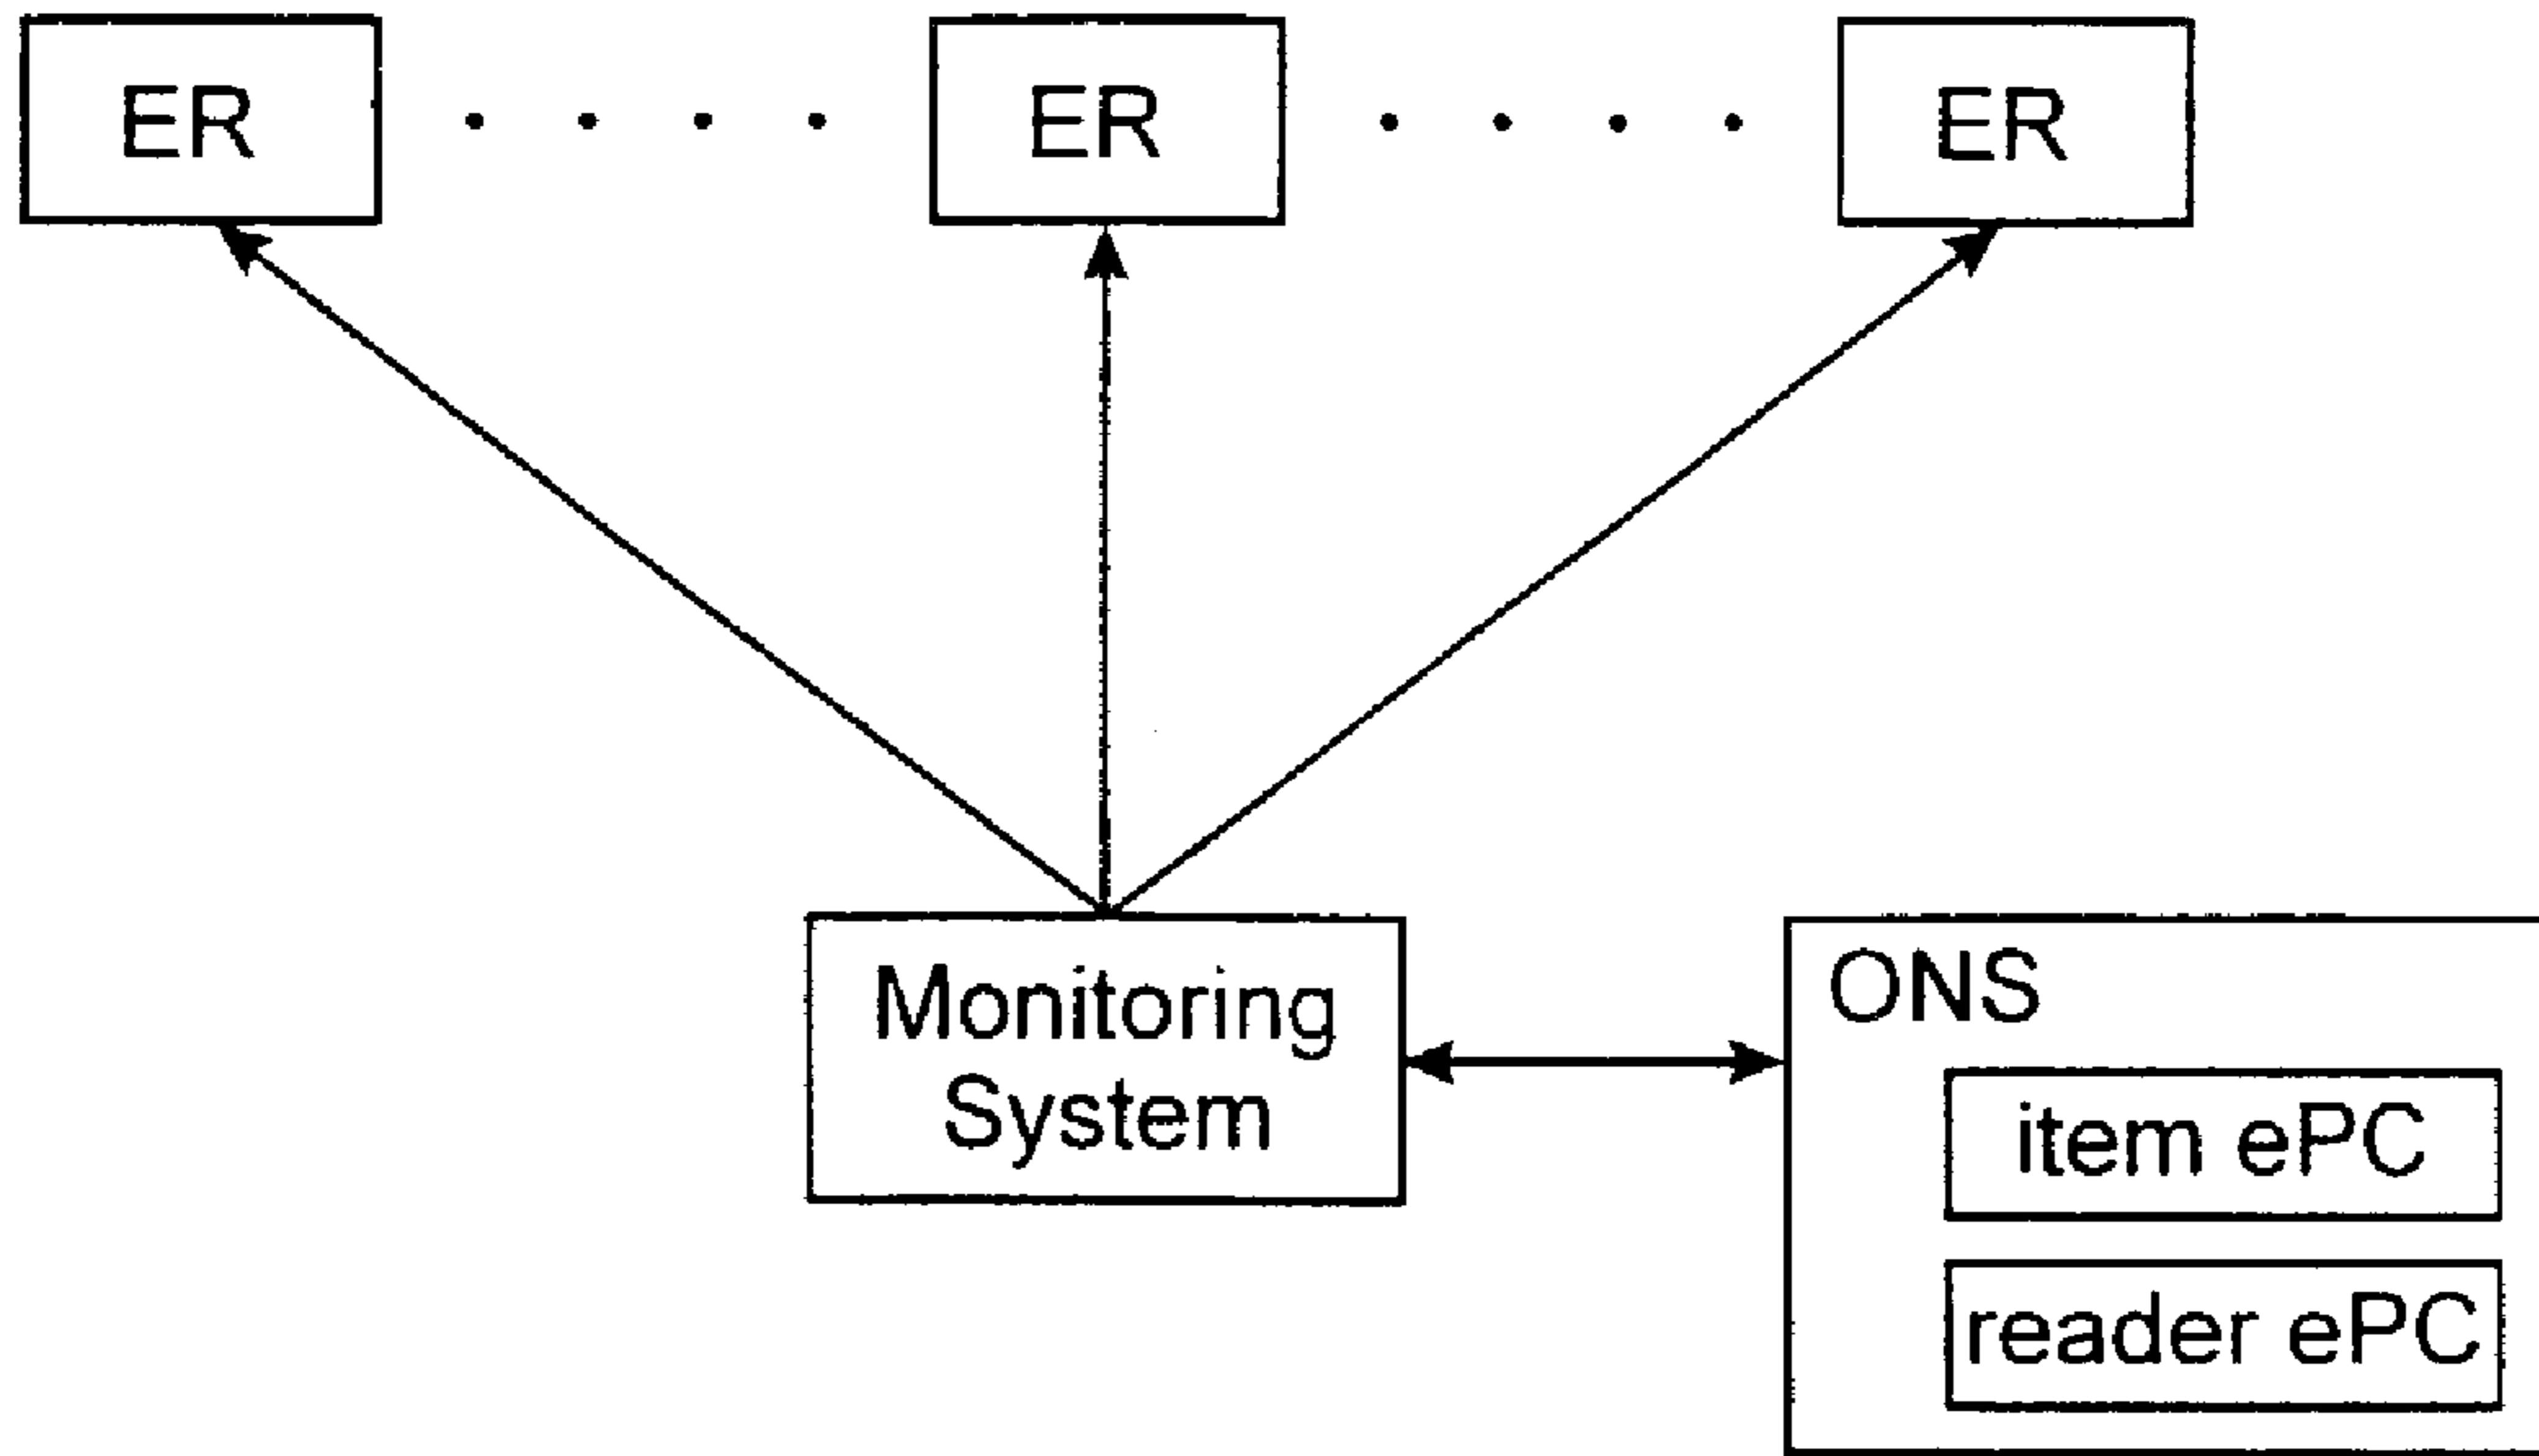 ER
ER
ER
Monitoring
System
ONS
item ePC
reader ePC